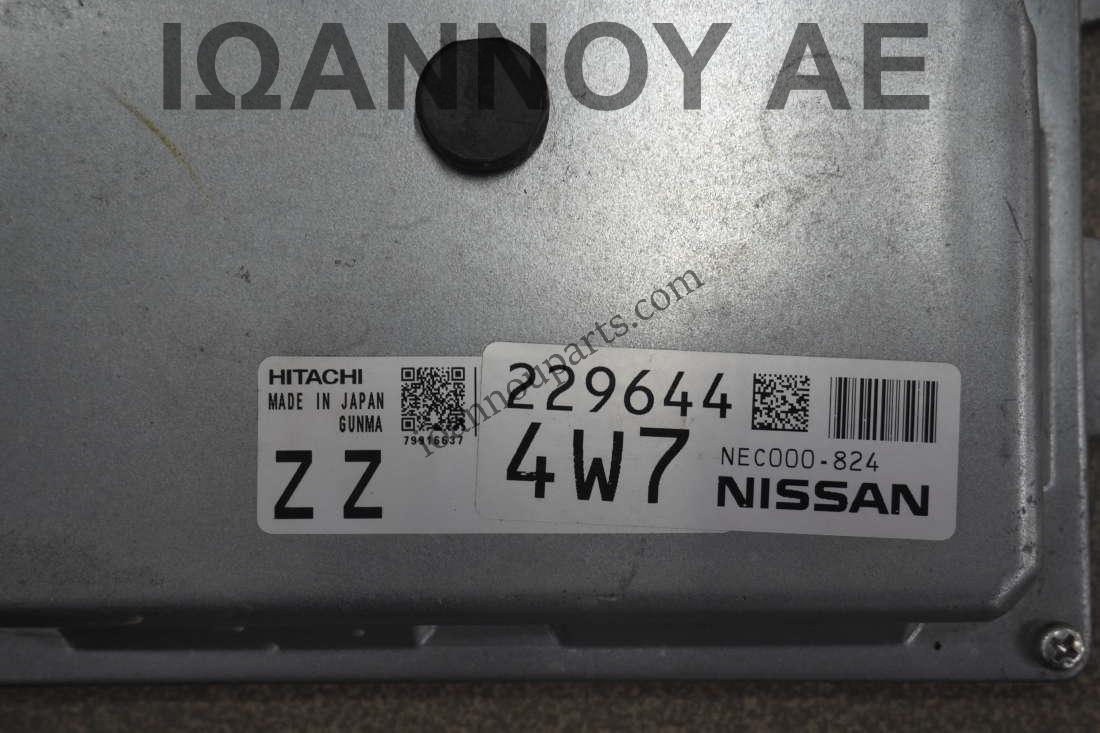 ΙΩΑΝΝΟΥ ΑΕ
ioannouparts.com
HITACHI
MADE IN JAPAN
GUNMA
79916637
ZZ
229644
4W7
NEC000-824
NISSAN